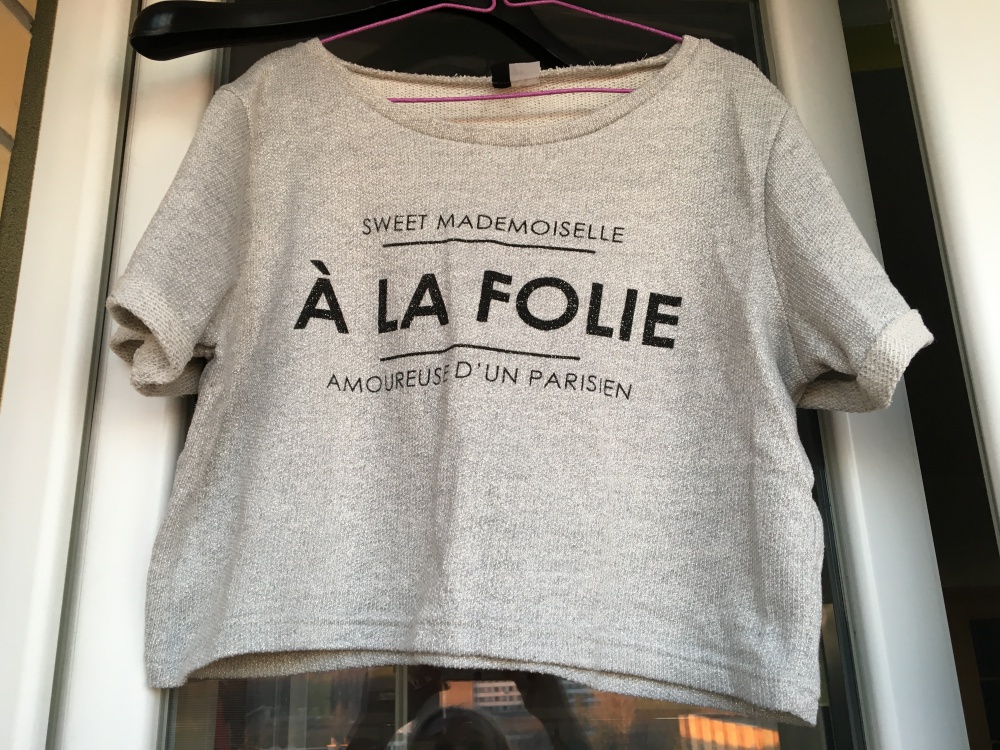 SWEET MADEMOISELLE
À LA FOLIE
AMOUREUSE D'UN PARISIEN